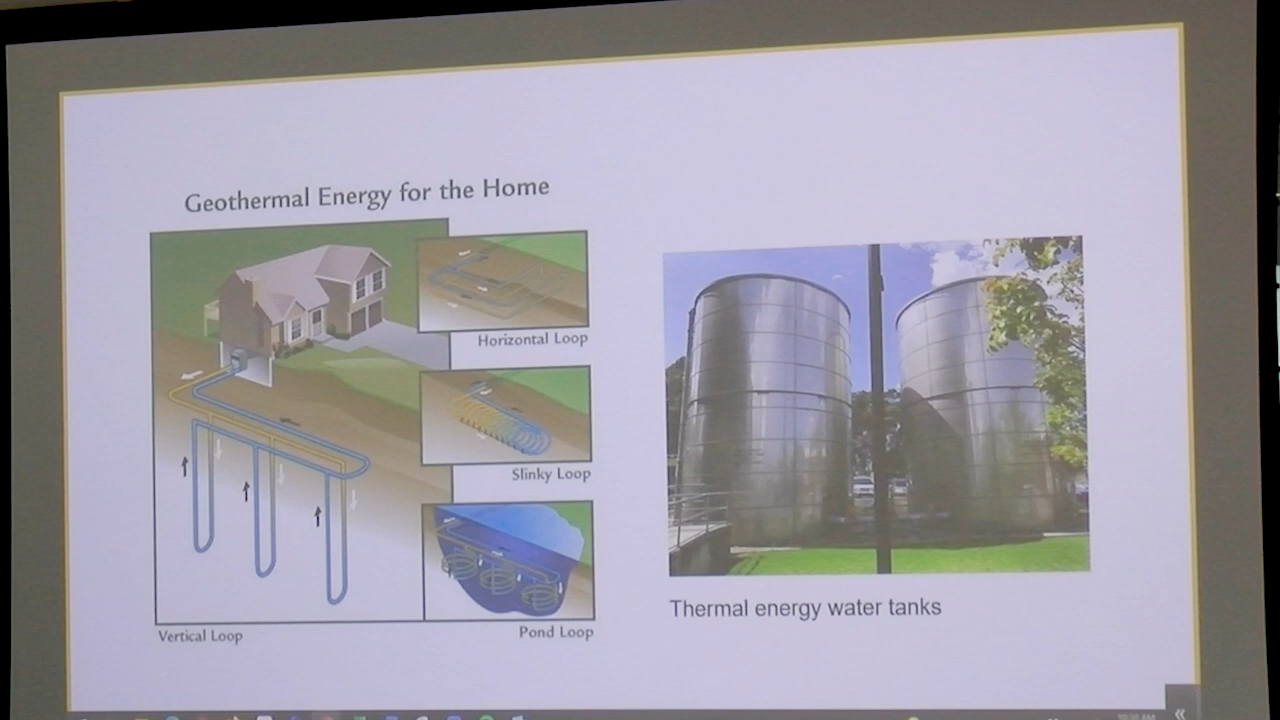 Geothermal Energy for the Home
Horizontal Loop
Slinky Loop
Vertical Loop
Pond Loop
Thermal energy water tanks